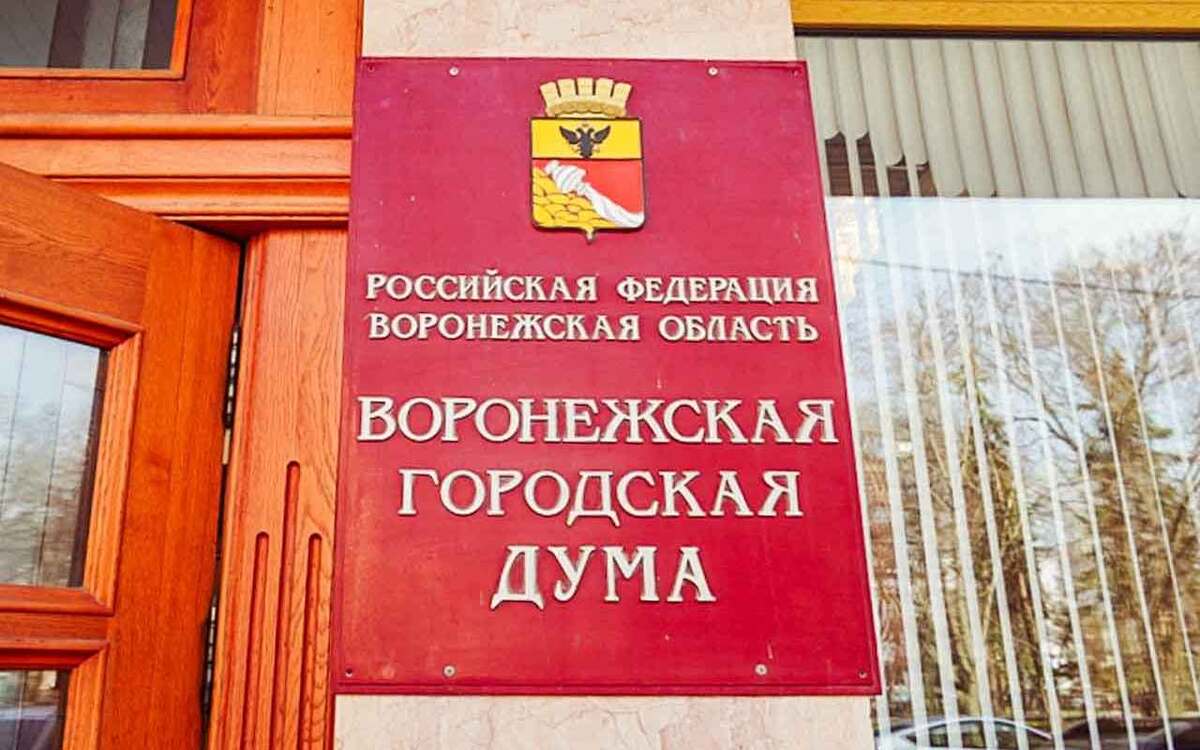 РОССИЙСКАЯ ФЕДЕРАЦИЯ
ВОРОНЕЖСКАЯ ОБЛАСТЬ
ВОРОНЕЖСКАЯ
ГОРОДСКАЯ
ДУМА